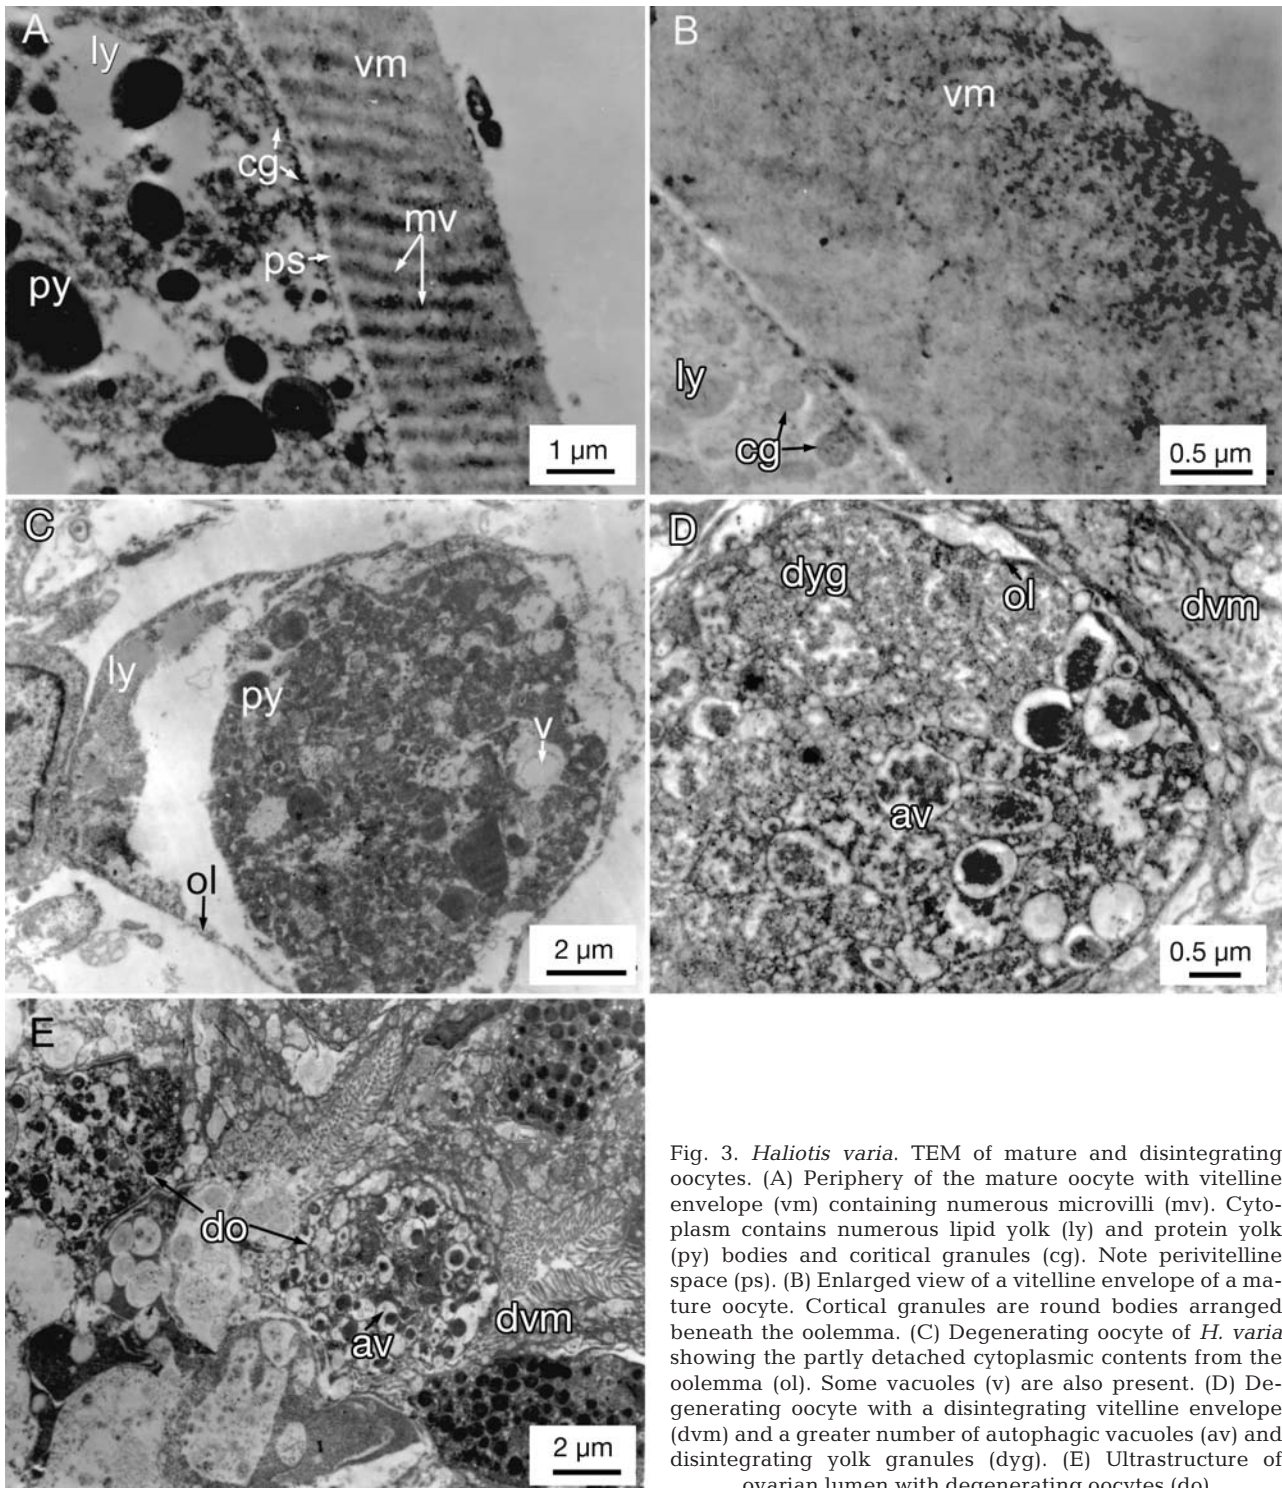 A
ly
vm
cg
mv
ps
py
1 µm
B
vm
ly
cg
0.5 µm
C
ly
py
v
ol
2 µm
D
dyg
ol
dvm
av
0.5 µm
E
do
av
dvm
2 µm
Fig. 3. Haliotis varia. TEM of mature and disintegrating
oocytes. (A) Periphery of the mature oocyte with vitelline
envelope (vm) containing numerous microvilli (mv). Cyto-
plasm contains numerous lipid yolk (ly) and protein yolk
(py) bodies and coritical granules (cg). Note perivitelline
space (ps). (B) Enlarged view of a vitelline envelope of a ma-
ture oocyte. Cortical granules are round bodies arranged
beneath the oolemma. (C) Degenerating oocyte of H. varia
showing the partly detached cytoplasmic contents from the
oolemma (ol). Some vacuoles (v) are also present. (D) De-
generating oocyte with a disintegrating vitelline envelope
(dvm) and a greater number of autophagic vacuoles (av) and
disintegrating yolk granules (dyg). (E) Ultrastructure of
ovarian lumen with degenerating oocytes (do)